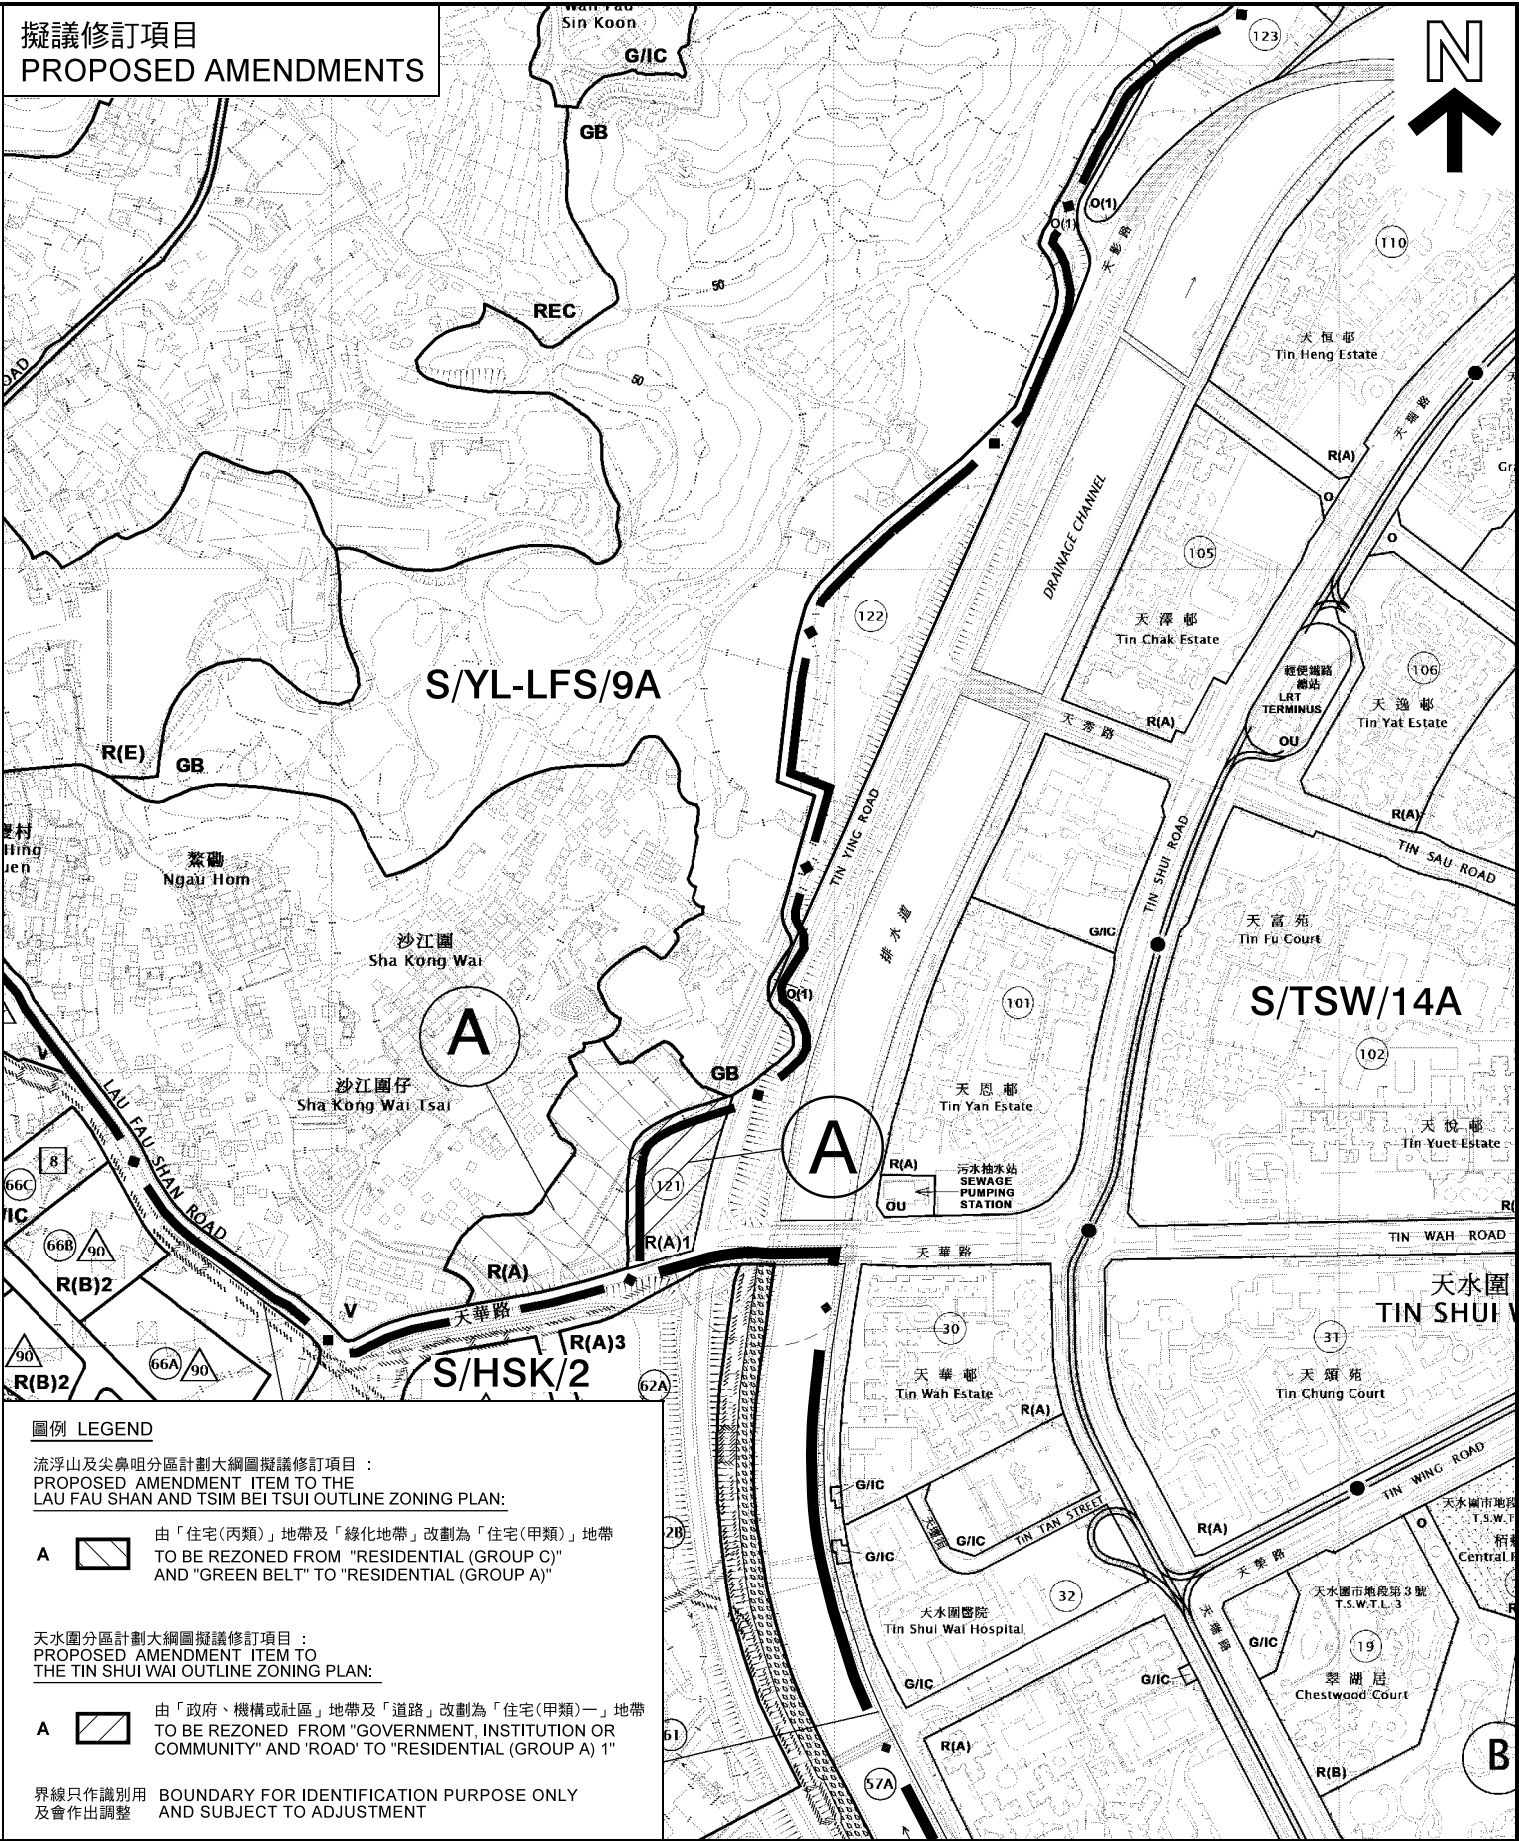 擬議修訂項目
PROPOSED AMENDMENTS
Sin Koon
G/IC
123
N
GB
O(1)
O(1)
天影路
110
50
REC
50
天恒邨
Tin Heng Estate
天瑞路
R(A)
O
O
DRAINAGE CHANNEL
105
天澤邨
Tin Chak Estate
122
輕便鐵路
總站
LRT
TERMINUS
OU
106
天逸邨
Tin Yat Estate
S/YL-LFS/9A
R(E)
GB
天秀路
R(A)
R(A)
TIN SAU ROAD
TIN YING ROAD
TIN SHUI ROAD
鰲磡
Ngau Hom
沙江圍
Sha Kong Wai
排水道
G/IC
天富苑
Tin Fu Court
O(1)
101
S/TSW/14A
A
102
GB
沙江圍仔
Sha Kong Wai Tsai
天恩邨
Tin Yan Estate
天悅邨
Tin Yuet Estate
V
LAU FAU SHAN ROAD
8
66C
A
121
R(A)
污水抽水站
SEWAGE
PUMPING
STATION
OU
66B
90
R(B)2
R(A)1
天華路
TIN WAH ROAD
R(A)
V
天華路
天水圍
TIN SHUI
R(A)3
S/HSK/2
62A
90
R(B)2
66A
90
30
天華邨
Tin Wah Estate
31
天頌苑
Tin Chung Court
R(A)
TIN WING ROAD
圖例 LEGEND
流浮山及尖鼻咀分區計劃大綱圖擬議修訂項目：
PROPOSED AMENDMENT ITEM TO THE
LAU FAU SHAN AND TSIM BEI TSUI OUTLINE ZONING PLAN:
A
由「住宅(丙類)」地帶及「綠化地帶」改劃為「住宅(甲類)」地帶
TO BE REZONED FROM "RESIDENTIAL (GROUP C)"
AND "GREEN BELT" TO "RESIDENTIAL (GROUP A)"
天水圍分區計劃大綱圖擬議修訂項目：
PROPOSED AMENDMENT ITEM TO
THE TIN SHUI WAI OUTLINE ZONING PLAN:
A
由「政府、機構或社區」地帶及「道路」改劃為「住宅(甲類)一」地帶
TO BE REZONED FROM "GOVERNMENT, INSTITUTION OR
COMMUNITY" AND 'ROAD' TO "RESIDENTIAL (GROUP A) 1"
界線只作識別用 BOUNDARY FOR IDENTIFICATION PURPOSE ONLY
及會作出調整 AND SUBJECT TO ADJUSTMENT
G/IC
G/IC
G/IC
TIN TAN STREET
R(A)
O
天榮路
32
天水圍醫院
Tin Shui Wai Hospital
天水圍市地段第3號
T.S.W.T.L. 3
G/IC
G/IC
G/IC
19
翠湖居
Chestwood Court
61
R(A)
57A
R(B)
B